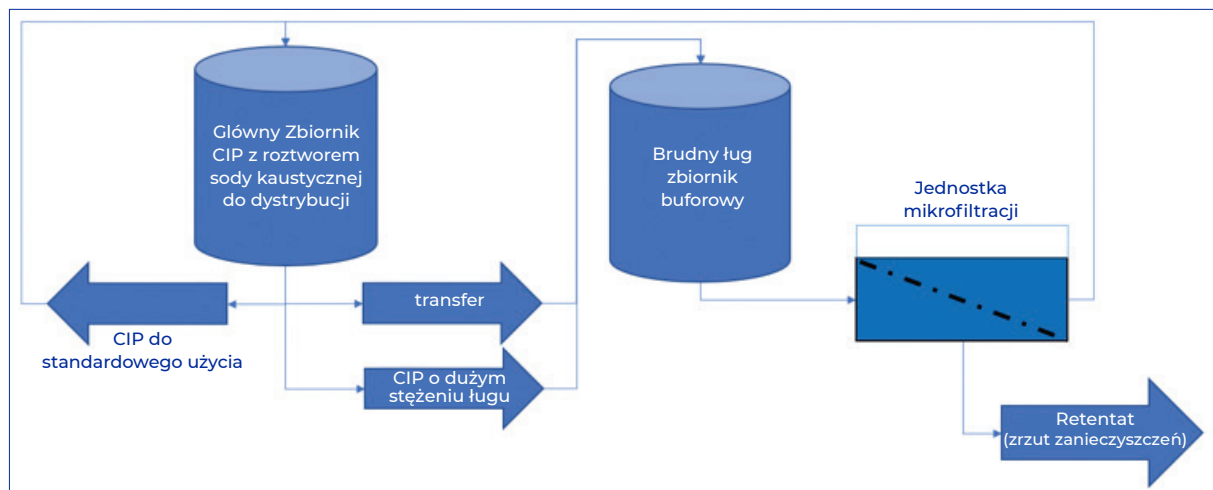 Glówny Zbiornik
CIP z roztworem
sody kaustycznej
do dystrybucji
Brudny ług
zbiornik
buforowy
Jednostka
mikrofiltracji
transfer
CIP do
standardowego użycia
CIP o dużym
stężeniu ługu
Retentat
(zrzut zanieczyszczeń)